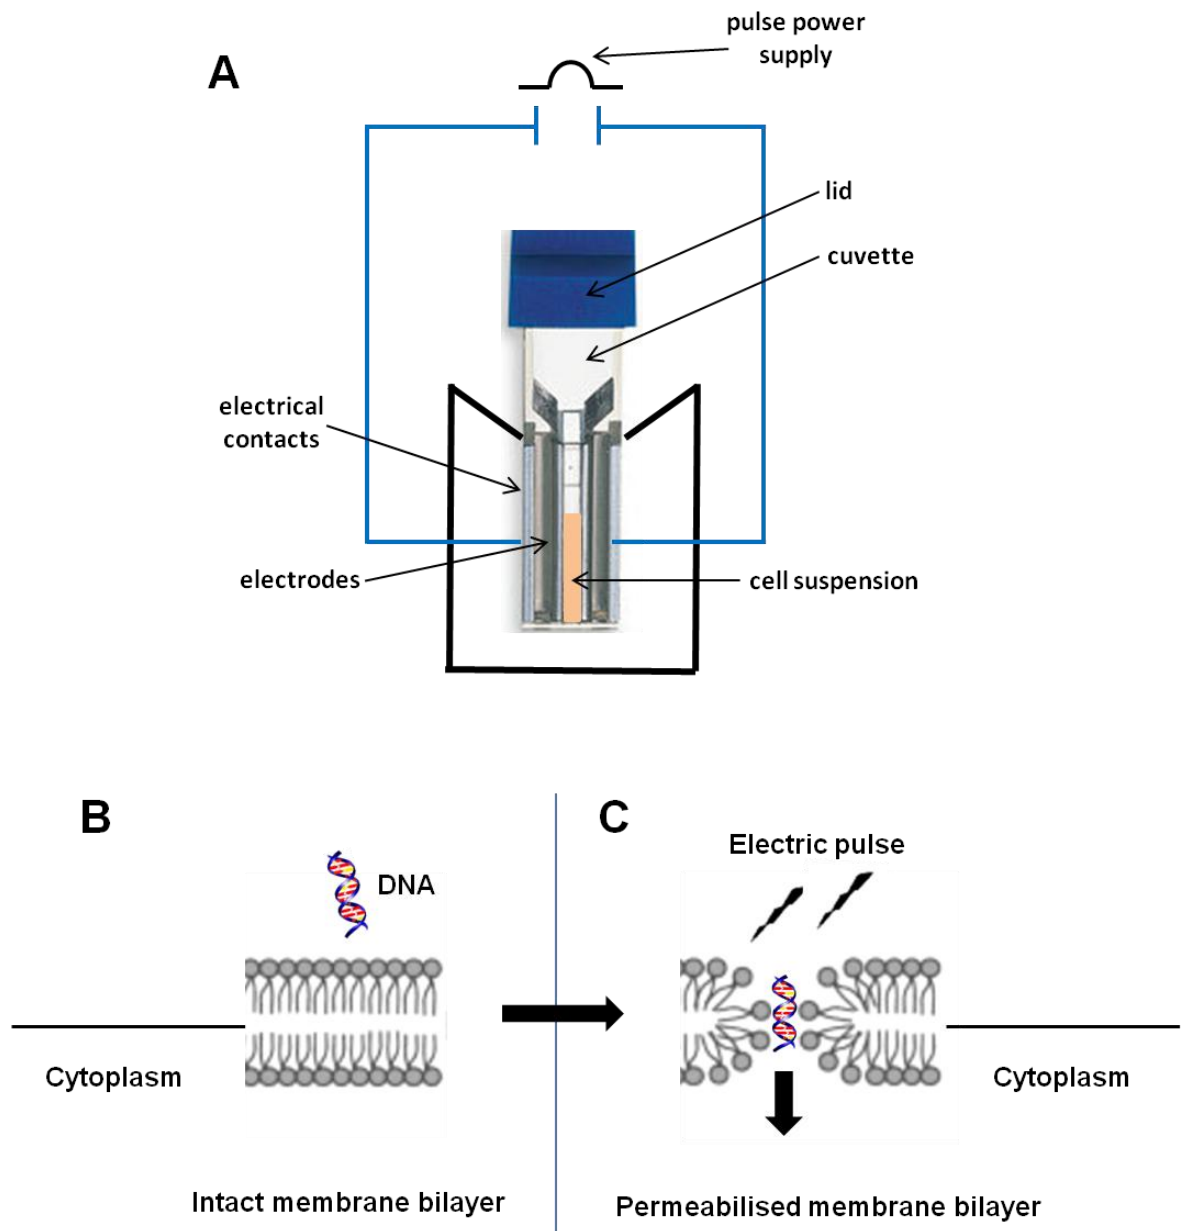 A
pulse power
supply
lid
cuvette
electrical
contacts
electrodes
cell suspension
B
DNA
Cytoplasm
Intact membrane bilayer
C
Electric pulse
Cytoplasm
Permeabilised membrane bilayer